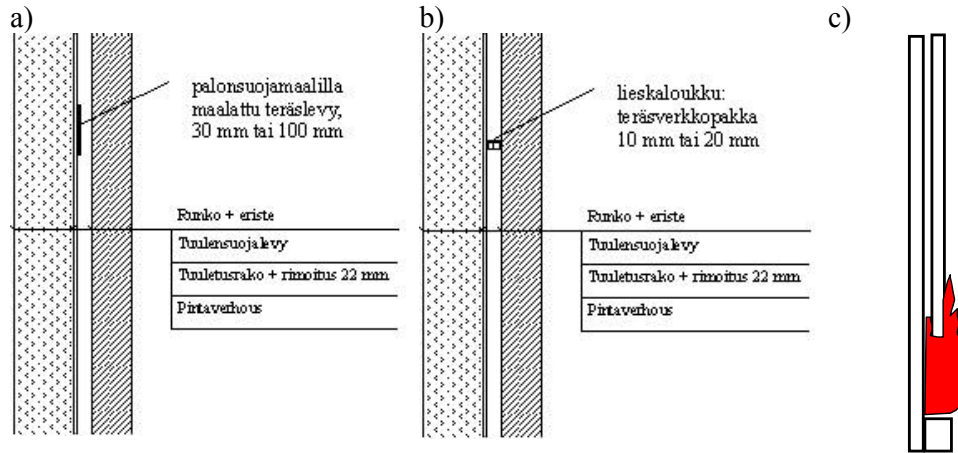 a)
palonsuojamaalilla
maalattu teräslevy,
30 mm tai 100 mm
Runko + eriste
Tuulensuojalevy
Tuuletusrako + rimoitus 22 mm
Pintaverhous
b)
lieskaloukku:
teräsverkkopakka
10 mm tai 20 mm
Runko + eriste
Tuulensuojalevy
Tuuletusrako + rimoitus 22 mm
Pintaverhous
c)